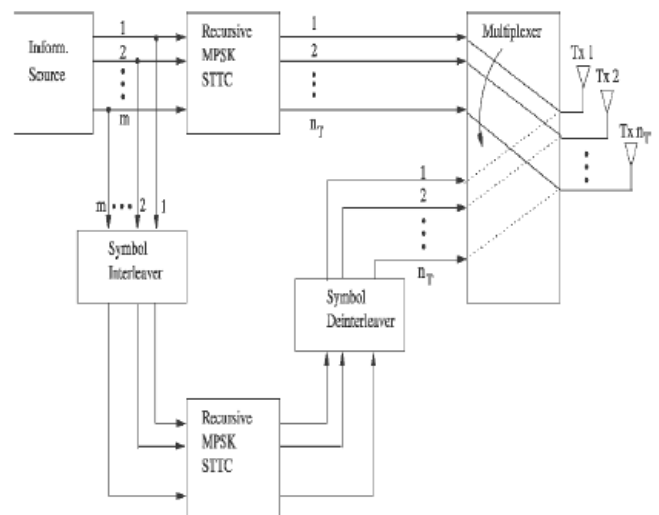 Inform.
Source
1
2
m
Recursive
MPSK
STTC
1
2
n_T
Multiplexer
Tx 1
Tx 2
Tx n_T
m 2 1
Symbol
Interleaver
1
2
n_T
Symbol
Deinterleaver
Recursive
MPSK
STTC